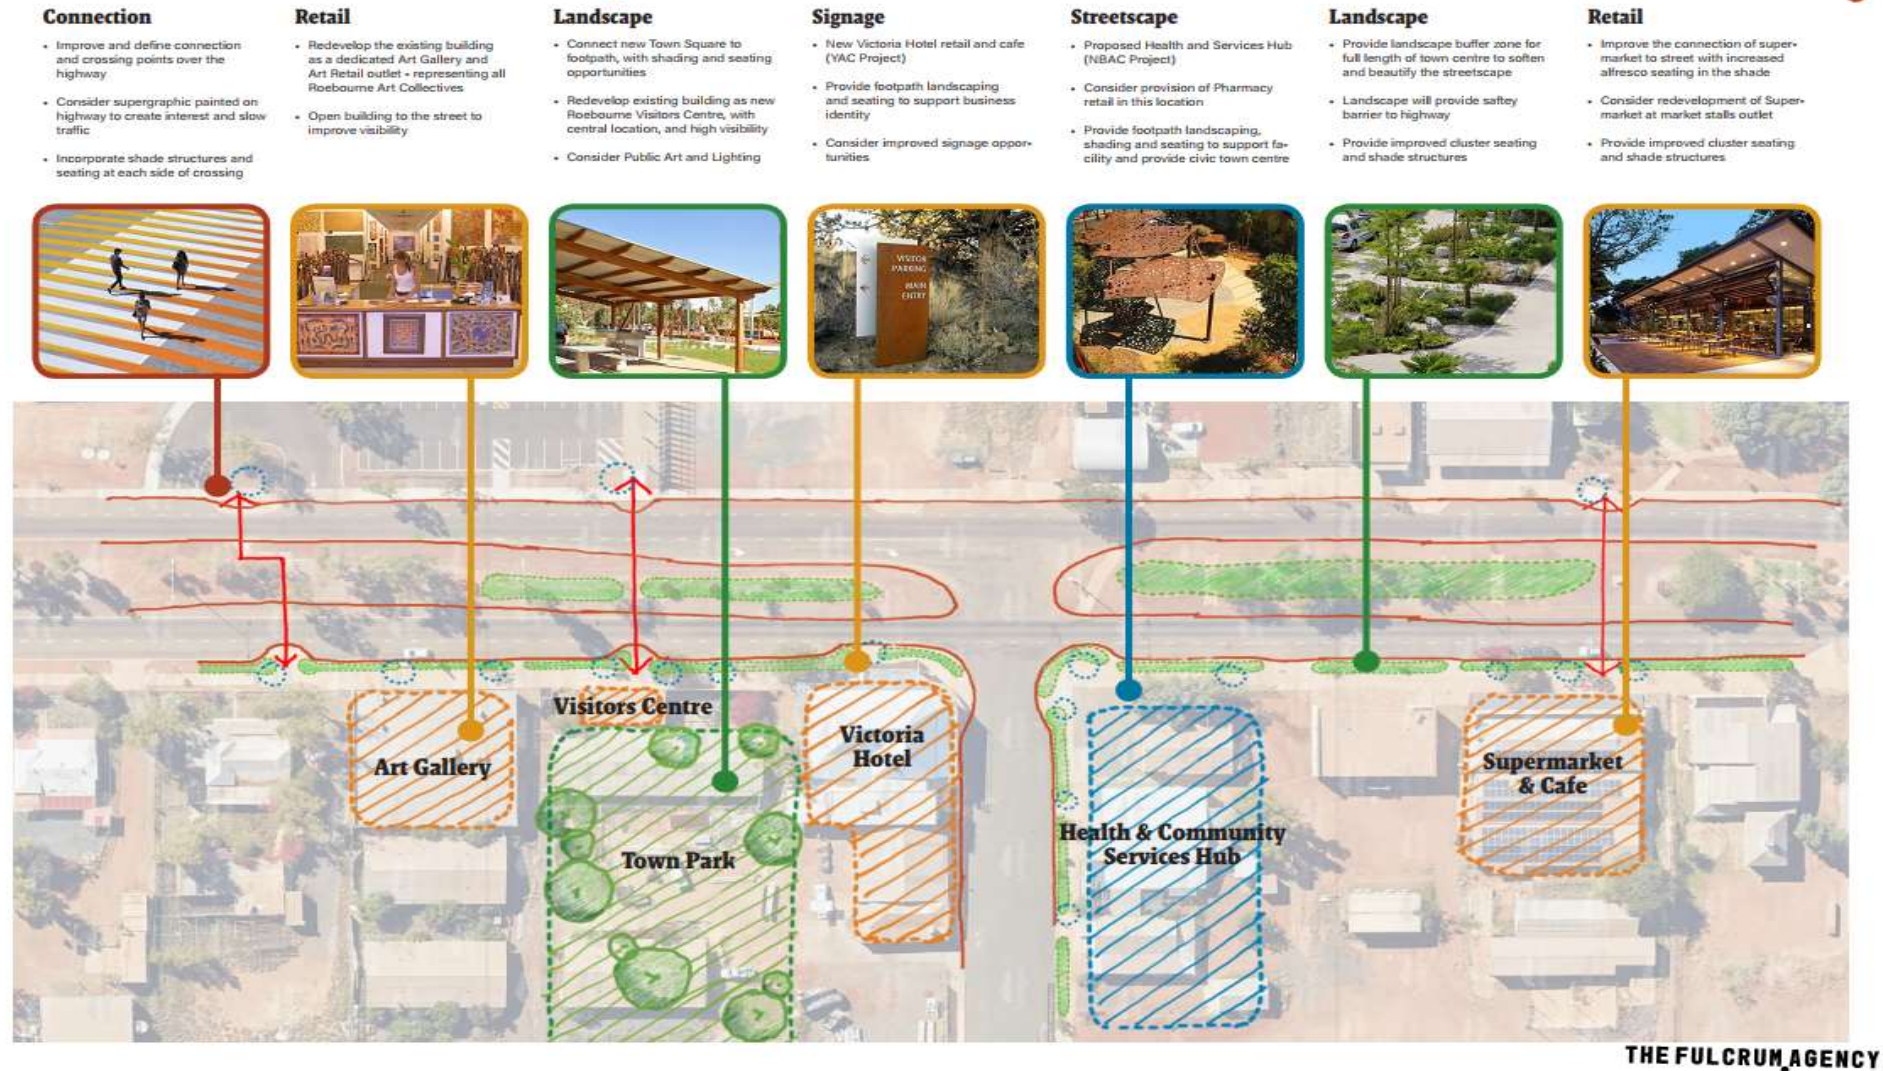 Connection
• Improve and define connection
and crossing points over the
highway
• Consider supergraphic painted on
highway to create interest and slow
traffic
• Incorporate shade structures and
seating at each side of crossing
Retail
• Redevelop the existing building
as a dedicated Art Gallery and
Art Retail outlet - representing all
Roebourne Art Collectives
• Open building to the street to
improve visibility
Landscape
• Connect new Town Square to
footpath, with shading and seating
opportunities
• Redevelop existing building as new
Roebourne Visitors Centre, with
central location, and high visibility
• Consider Public Art and Lighting
Signage
• New Victoria Hotel retail and cafe
(YAC Project)
• Provide footpath landscaping
and seating to support business
identity
• Consider improved signage oppor-
tunities
Streetscape
• Proposed Health and Services Hub
(NBAC Project)
• Consider provision of Pharmacy
retail in this location
• Provide footpath landscaping,
shading and seating to support fa-
cility and provide civic town centre
Landscape
• Provide landscape buffer zone for
full length of town centre to soften
and beautify the streetscape
• Landscape will provide saftey
barrier to highway
• Provide improved cluster seating
and shade structures
Retail
• Improve the connection of super-
market to street with increased
alfresco seating in the shade
• Consider redevelopment of Super-
market at market stalls outlet
• Provide improved cluster seating
and shade structures
VISITOR
PARKING
MAIN
ENTRY
Visitors Centre
Art Gallery
Town Park
Victoria
Hotel
Health & Community
Services Hub
Supermarket
& Cafe
THE FULCRUM.AGENCY